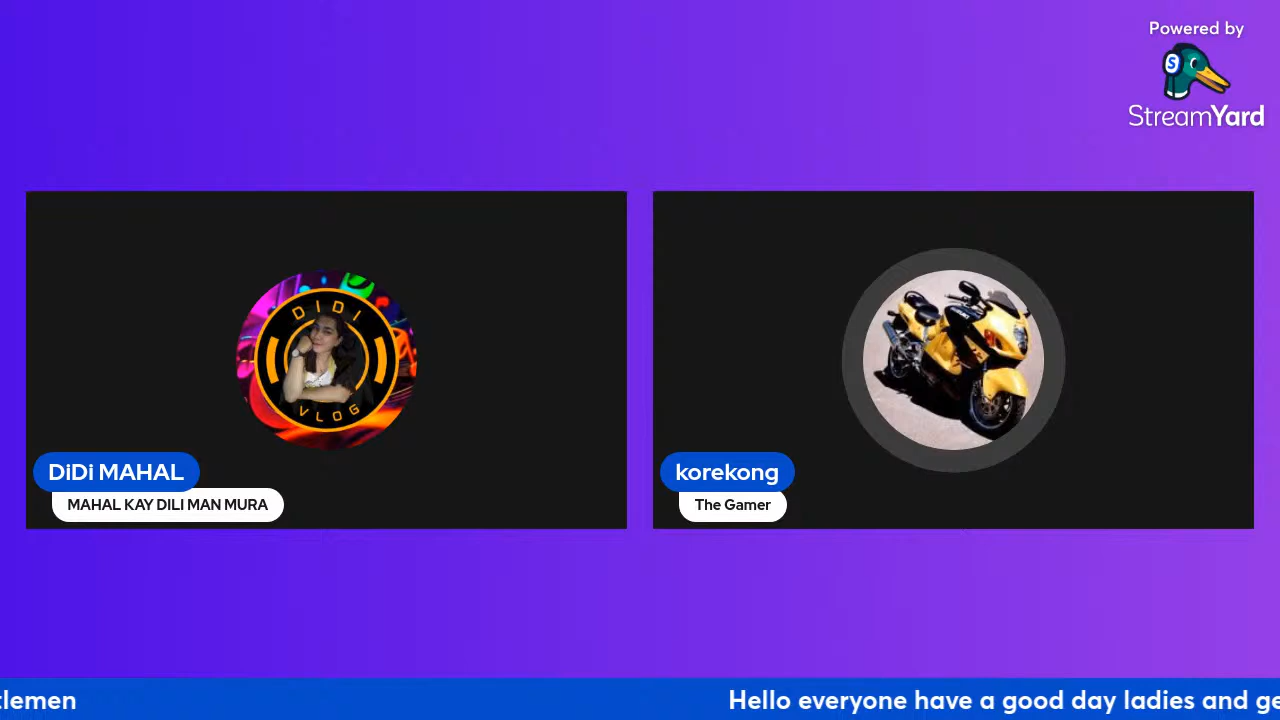 Powered by
StreamYard
DIDI
VLOG
DiDi MAHAL
MAHAL KAY DILI MAN MURA
SUZUKI
korekong
The Gamer
tlemen
Hello everyone have a good day ladies and ge